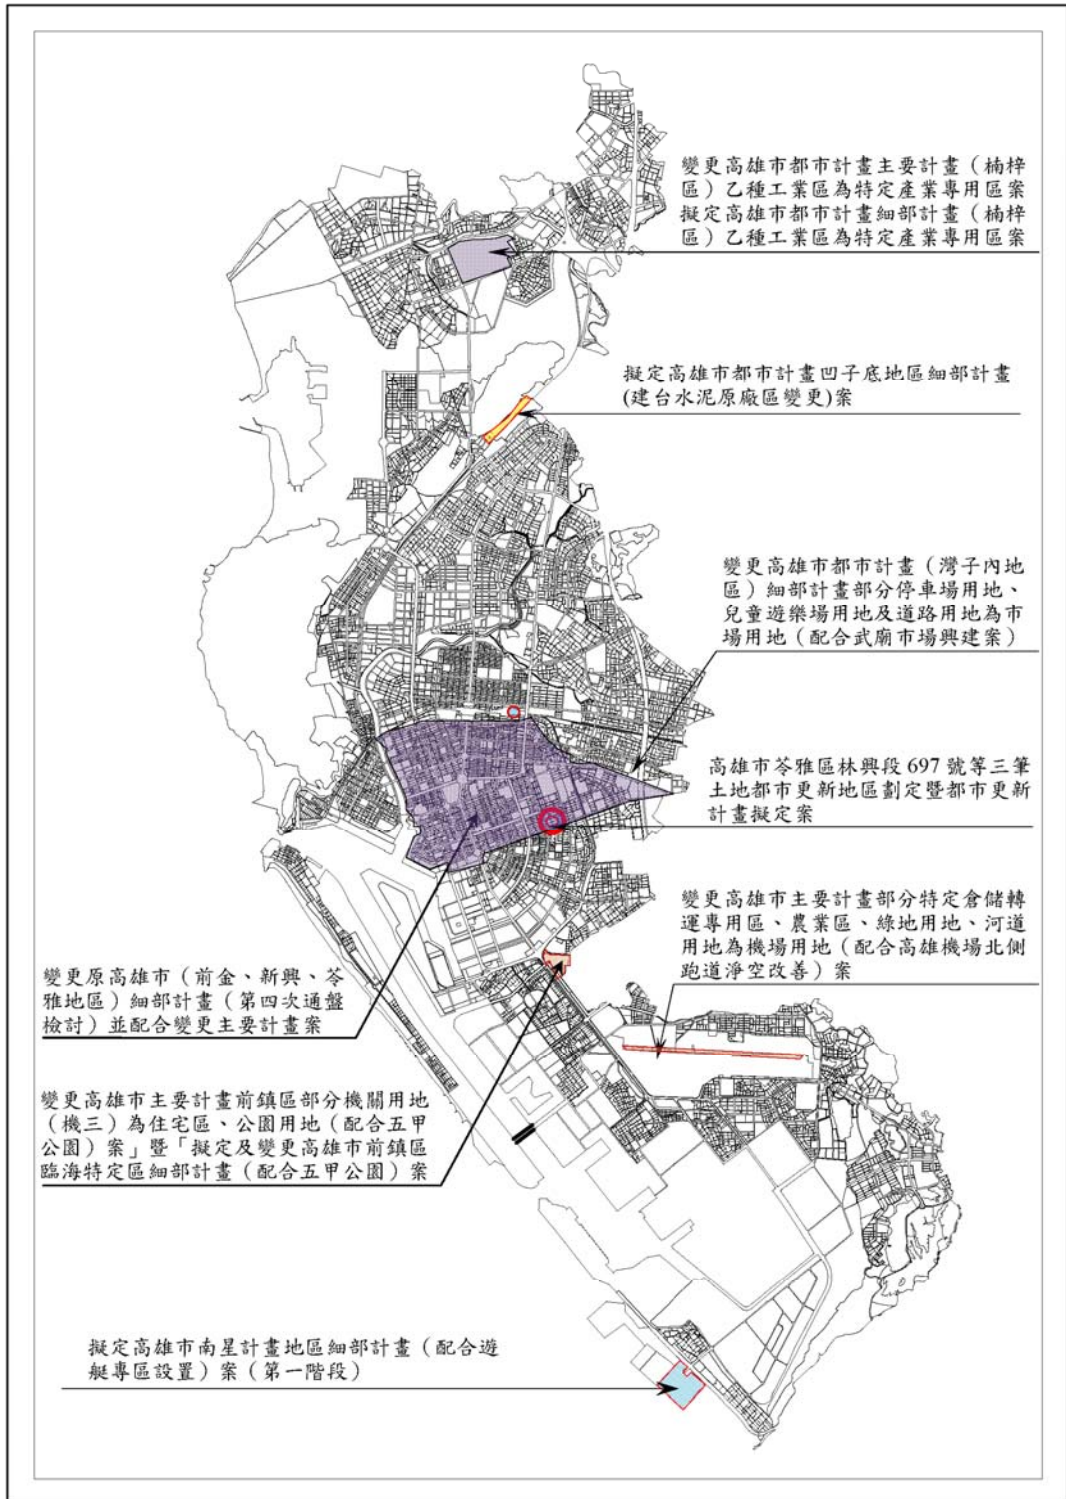 變更高雄市都市計畫主要計畫（楠梓
區）乙種工業區為特定產業專用區案
擬定高雄市都市計畫細部計畫（楠梓
區）乙種工業區為特定產業專用區案
擬定高雄市都市計畫凹子底地區細部計畫
(建台水泥原廠區變更)案
變更高雄市都市計畫（灣子內地
區）細部計畫部分停車場用地、
兒童遊樂場用地及道路用地為市
場用地（配合武廟市場興建案）
高雄市苓雅區林興段 697 號等三筆
土地都市更新地區劃定暨都市更新
計畫擬定案
變更高雄市主要計畫部分特定倉儲轉
運專用區、農業區、綠地用地、河道
用地為機場用地（配合高雄機場北側
跑道淨空改善）案
變更原高雄市（前金、新興、苓
雅地區）細部計畫（第四次通盤
檢討）並配合變更主要計畫案
變更高雄市主要計畫前鎮區部分機關用地
（機三）為住宅區、公園用地（配合五甲
公園）案」暨「擬定及變更高雄市前鎮區
臨海特定區細部計畫（配合五甲公園）案
擬定高雄市南星計畫地區細部計畫（配合遊
艇專區設置）案（第一階段）